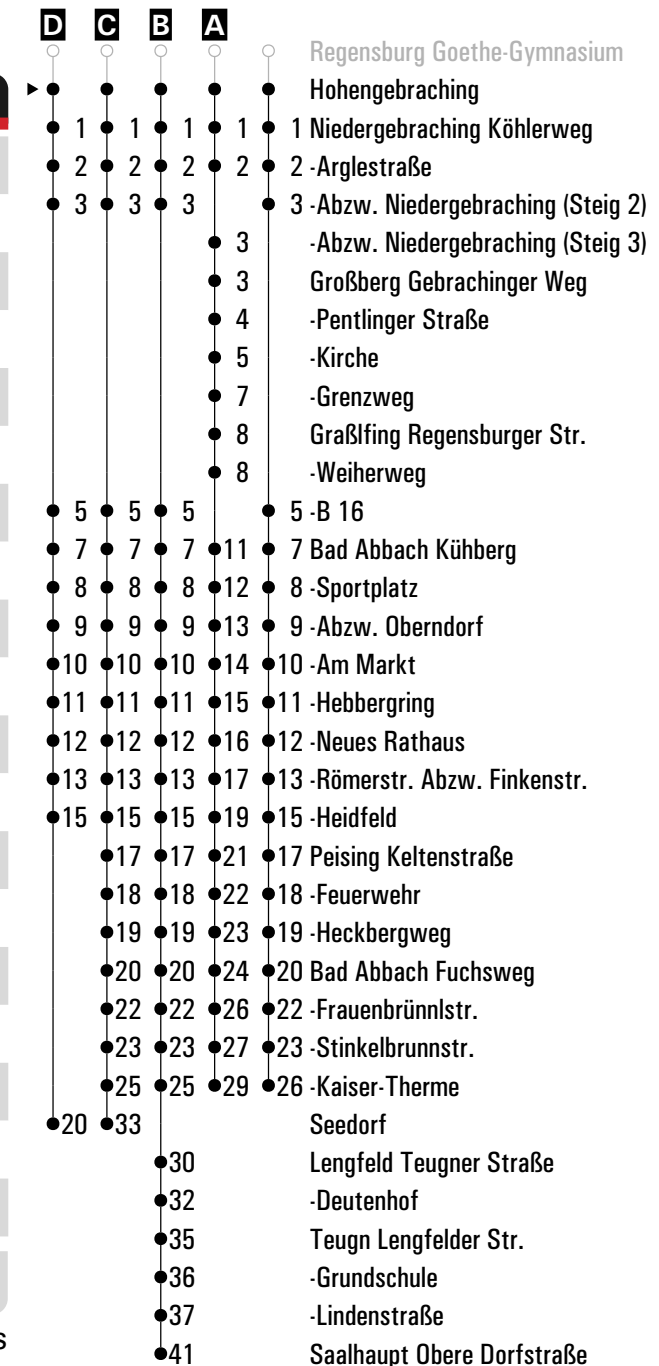 D C B A
Regensburg Goethe-Gymnasium
Hohengebraching
1 1 1 1 1 Niedergebraching Köhlerweg
2 2 2 2 2 -Arglestraße
3 3 3 3 -Abzw. Niedergebraching (Steig 2)
3 -Abzw. Niedergebraching (Steig 3)
3 Großberg Gebrachinger Weg
4 -Pentlinger Straße
5 -Kirche
7 -Grenzweg
8 Graßlfing Regensburger Str.
8 -Weiherweg
5 5 5 5 -B 16
7 7 7 11 7 Bad Abbach Kühberg
8 8 8 12 8 -Sportplatz
9 9 9 13 9 -Abzw. Oberndorf
10 10 10 14 10 -Am Markt
11 11 11 15 11 -Hebbergring
12 12 12 16 12 -Neues Rathaus
13 13 13 17 13 -Römerstr. Abzw. Finkenstr.
15 15 15 19 15 -Heidfeld
17 17 21 17 Peising Keltenstraße
18 18 22 18 -Feuerwehr
19 19 23 19 -Heckbergweg
20 20 24 20 Bad Abbach Fuchsweg
22 22 26 22 -Frauenbrünnlstr.
23 23 27 23 -Stinkelbrunnstr.
25 25 29 26 -Kaiser-Therme
20 33 Seedorf
30 Lengfeld Teugner Straße
32 -Deutenhof
35 Teugn Lengfelder Str.
36 -Grundschule
37 -Lindenstraße
s
41 Saalhaupt Obere Dorfstraße